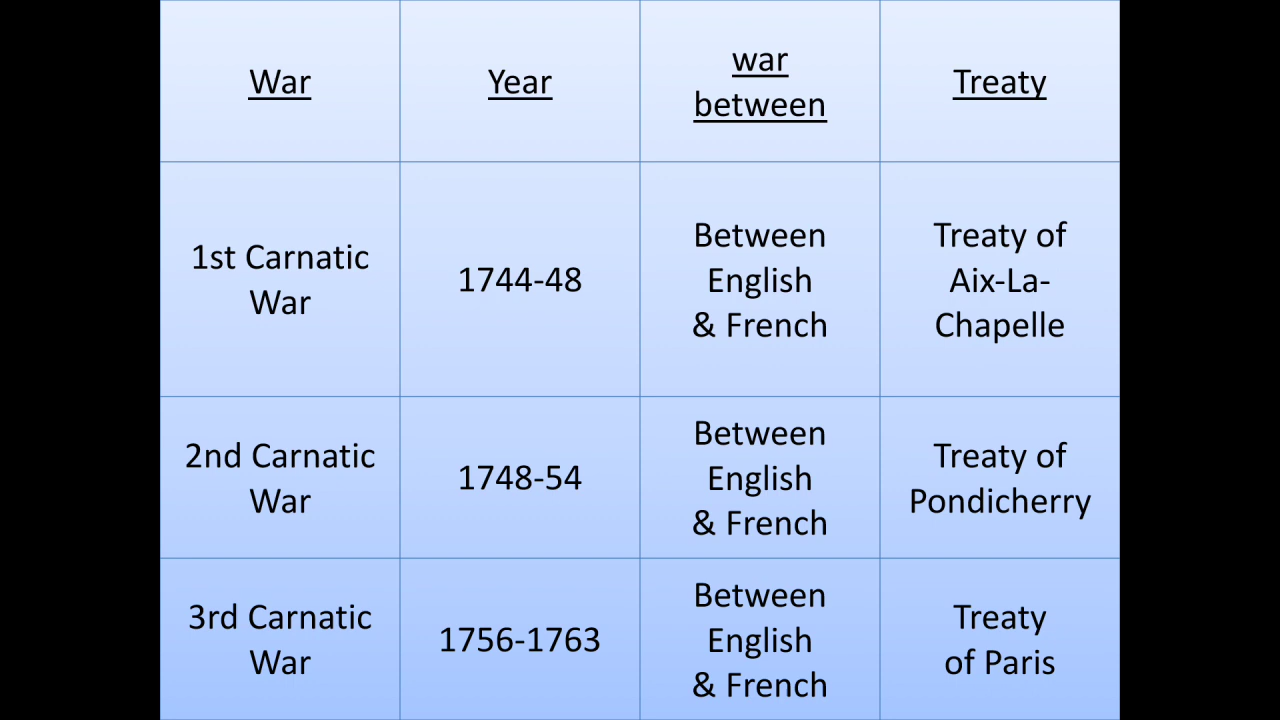 War
Year
war
between
Treaty
1st Carnatic
War
1744-48
Between
English
& French
Treaty of
Aix-La-
Chapelle
2nd Carnatic
War
1748-54
Between
English
& French
Treaty of
Pondicherry
3rd Carnatic
War
1756-1763
Between
English
& French
Treaty
of Paris